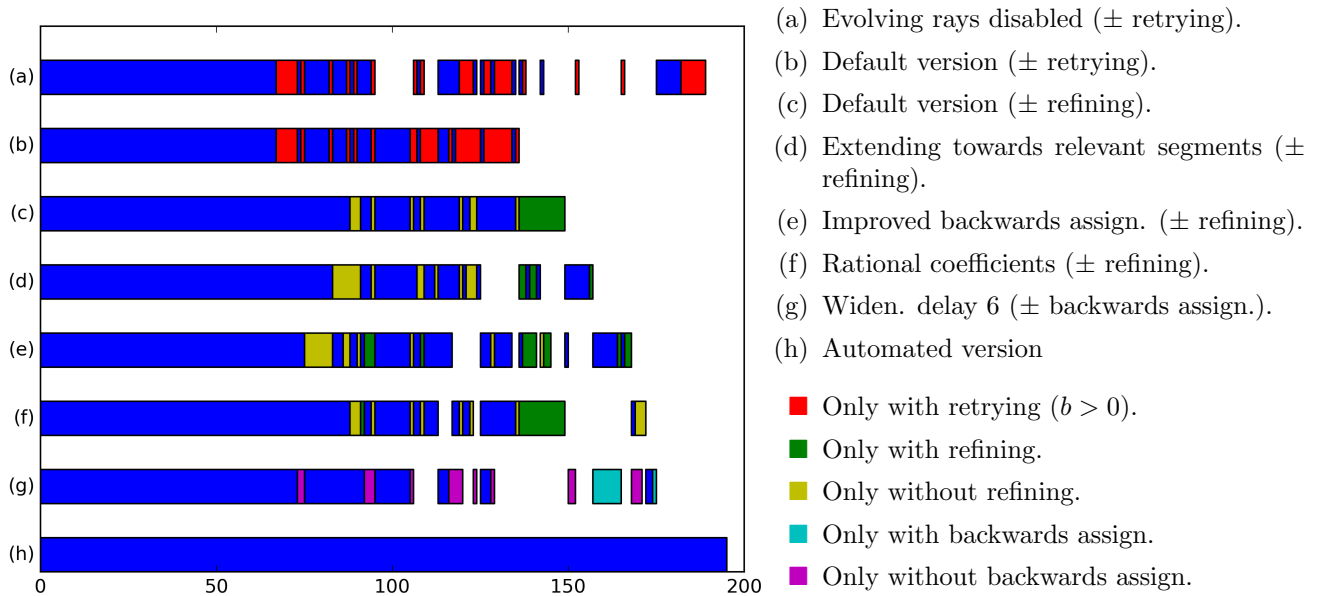 (a)
(b)
(c)
(d)
(e)
(f)
(g)
(h)
0 50 100 150 200
(a) Evolving rays disabled (± retrying).
(b) Default version (± retrying).
(c) Default version (± refining).
(d) Extending towards relevant segments (±
refining).
(e) Improved backwards assign. (± refining).
(f) Rational coefficients (± refining).
(g) Widen. delay 6 (± backwards assign.).
(h) Automated version
Only with retrying (b > 0).
Only with refining.
Only without refining.
Only with backwards assign.
Only without backwards assign.